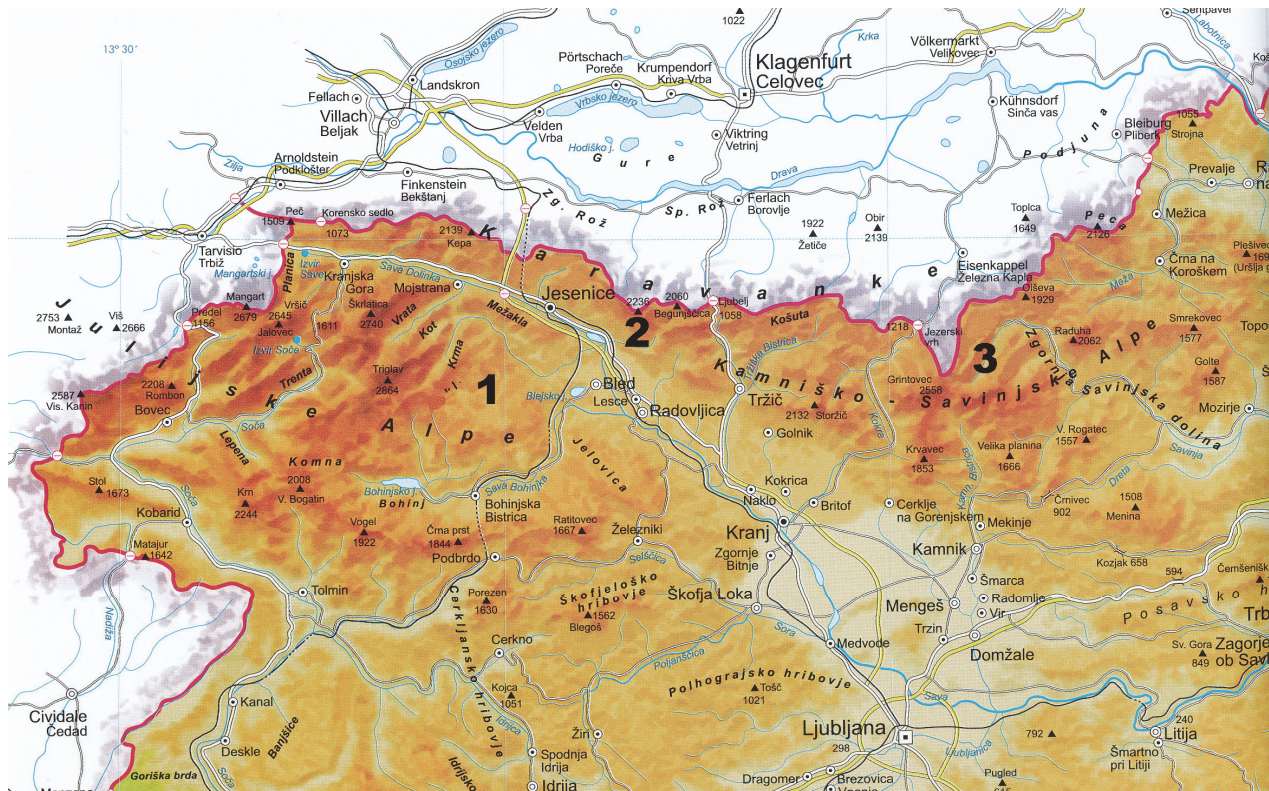 1022
Sentpavel
Labotnica
13° 30´
Osojsko jezero
Krka
Völkermarkt
Velikovec
Pörtschach
Poreče
Krumpendorf
Kriva Vrba
Klagenfurt
Celovec
Landskron
Fellach
Villach
Beljak
Vrbsko jezero
Velden
Vrba
Kühnsdorf
Sinča vas
Bleiburg
Pliberk
1055
Strojna
Viktring
Vetrinj
Hodiško j.
Gure
Podjuna
Zilja
Arnoldstein
Podklošter
Finkenstein
Bekštanj
Drava
Prevalje
Zg. Rož
Sp. Rož
Ferlach
Borovlje
Mežica
Peč
1509
Korensko sedlo
1073
2139
Kepa
1922
Žetiče
Obir
2139
Toplca
1649
Peca
2126
Tarvisio
Trbiž
Karavanke
Eisenkappel
Železna Kapla
Črna na
Koroškem
Meža
Mangartski j.
Planica
Izvir
Save
Kranjska
Gora
Sava Dolinka
Mojstrana
Jesenice
Mežakla
Julijske Alpe
2753
Montaž
Viš
2666
Mangart
2679
Vršič
2645
Jalovec
1611
Škrlatica
2740
Vrata
Kot
Krma
Predel
1156
Izvir Soče
2236
2
2060
Begunjščica
Ljubelj
1058
Košuta
1218
Jezerski
vrh
3
Olševa
1929
Raduha
2062
Smrekovec
1577
Golte
1587
Tržiška Bistrica
Kamniško - Savinjske Alpe
Zgornja Savinjska dolina
2587
Vis. Kanin
2208
Rombon
Bovec
Trenta
Soča
Lepena
Triglav
2864
1
Bled
Lesce
Blejsko j.
Radovljica
Tržič
2132
Storžič
Golnik
Kokra
Grintovec
2558
Krvavec
1853
Velika planina
1666
V. Rogatec
1557
Mozirje
Savinja
Stol
1673
Kobarid
Soča
Krn
2244
Komna
2008
V. Bogatin
Bohinjsko j.
Bohinj
Sava Bohinjka
Bohinjska
Bistrica
Jelovica
Vogel
1922
Črna prst
1844
Ratitovec
1667
Železniki
Naklo
Kokrica
Britof
Kranj
Cerklje
na Gorenjskem
Mekinje
Kamn. Bistrica
Črnivec
902
Dreta
1508
Menina
Matajur
1642
Podbrdo
Selščica
Zgornje
Bitnje
Kamnik
Kozjak 658
594
Čemšeniška
Tolmin
Nadiža
Porezen
1630
Škofjeloško
hribovje
1562
Blegoš
Škofja Loka
Šmarca
Mengeš
Radomlje
Vir
Trzin
Domžale
Posavsko
Cerkljansko hribovje
Cerkno
Poljanščica
Sora
Medvode
Sv. Gora
849
Zagorje
ob Savi
Cividale
Čedad
Kanal
Banjšice
Deskle
Kojca
1051
Idrijca
Polhograjsko hribovje
Tošč
1021
Sava
Žiri
Ljubljana
298
Ljubljanica
792
240
Litija
Šmartno
pri Litiji
Goriška brda
Soča
Idrijsko
Spodnja
Idrija
Idrija
Dragomer
Brezovica
Pugled
615